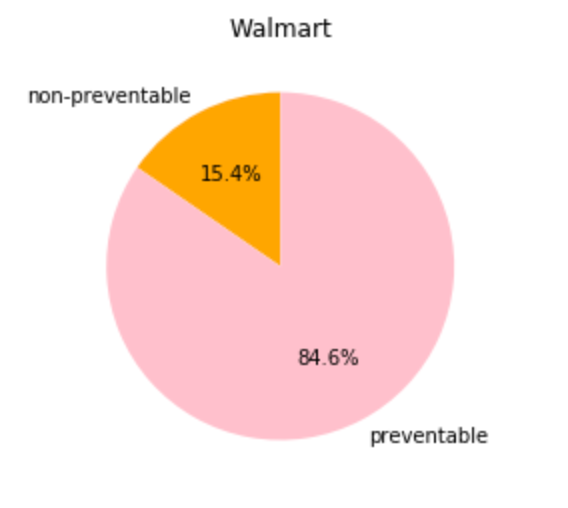 Walmart
non-preventable
15.4%
84.6%
preventable